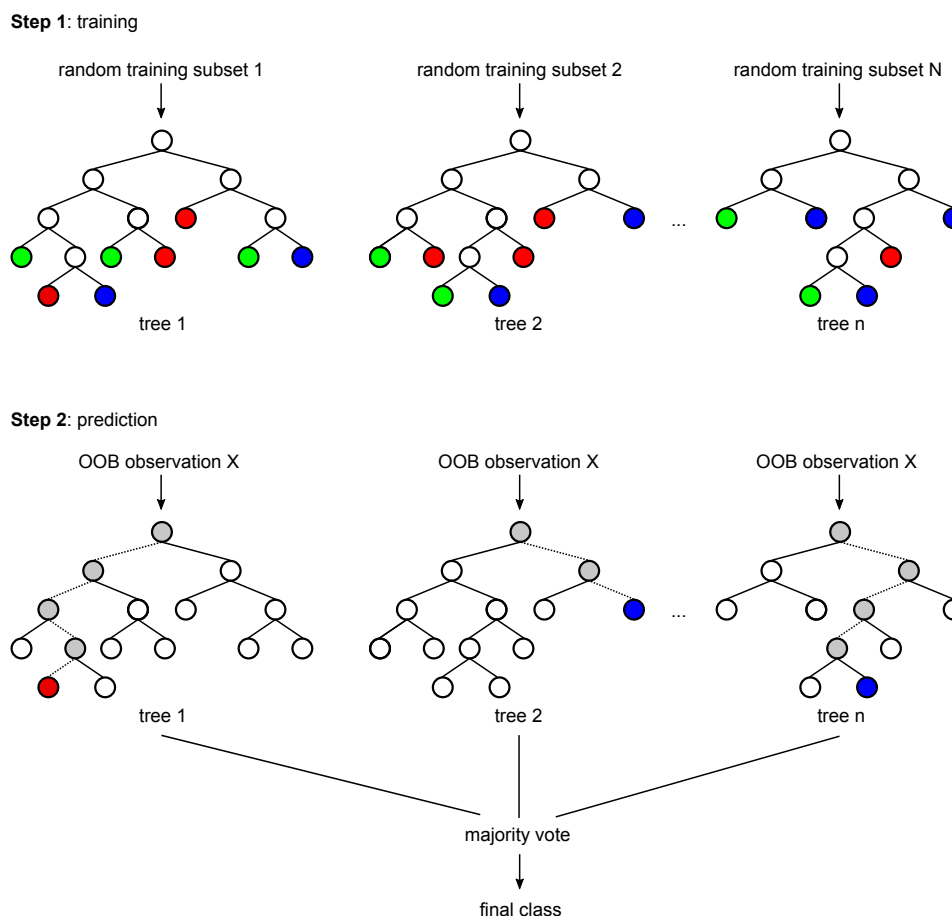 Step 1: training
random training subset 1
random training subset 2
random training subset N
...
tree 1
tree 2
tree n
Step 2: prediction
OOB observation X
OOB observation X
OOB observation X
...
tree 1
tree 2
tree n
majority vote
final class